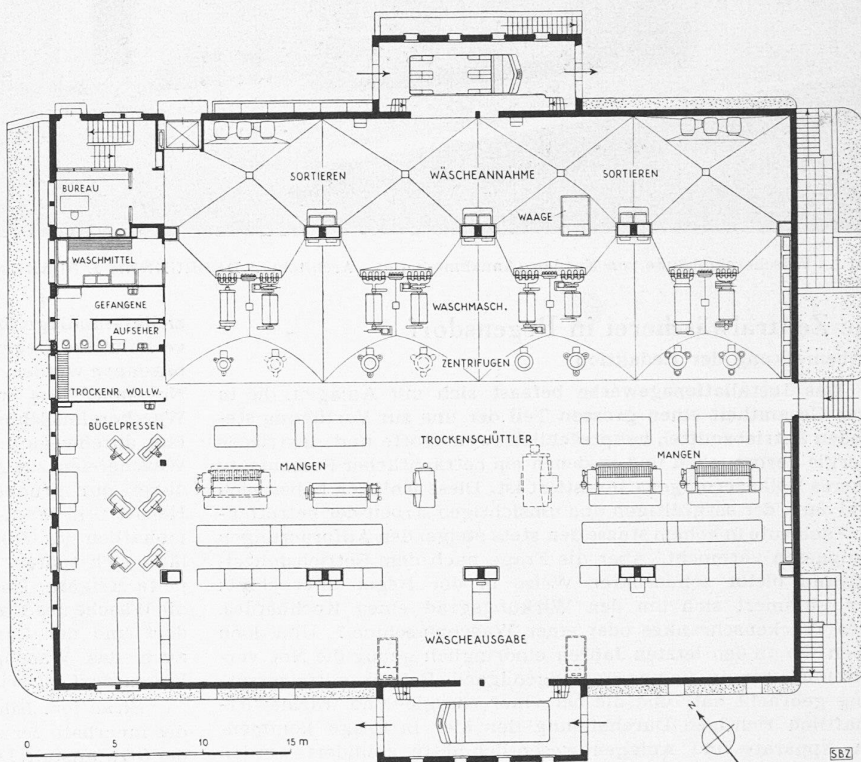 SORTIEREN
WÄSCHEANNAHME
SORTIEREN
BUREAU
WAAGE
WASCHMITTEL
GEFANGENE
WASCHMASCH.
AUFSEHER
ZENTRIFUGEN
TROCKENR. WOLLW.
BÜGELPRESSEN
TROCKENSCHÜTTLER
MANGEN
MANGEN
WÄSCHEAUSGABE
N
0 5 10 15 m
SBZ